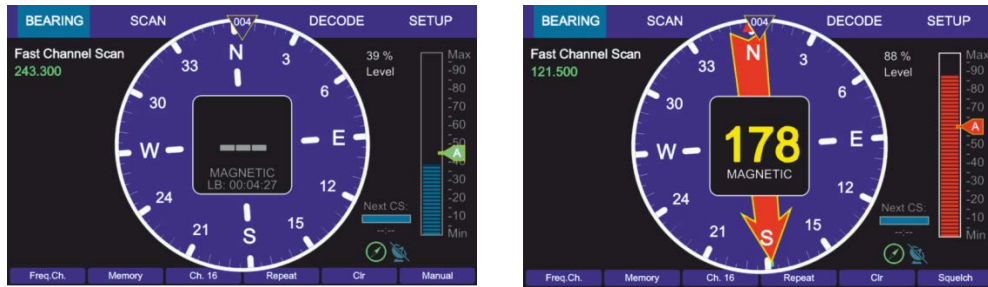 BEARING SCAN 004 DECODE SETUP
Fast Channel Scan
243.300
39 %
Level
N
33 3
30 6
W E
24 12
21 15
S
---
MAGNETIC
LB: 00:04:27
Max
-90
-80
-70
-60
-50
A
-40
-30
-20
-10
Min
Next CS:
--:--
Freq.Ch. Memory Ch. 16 Repeat Clr Manual
BEARING SCAN 004 DECODE SETUP
Fast Channel Scan
121.500
88 %
Level
N
33 3
30 6
W E
24 12
21 15
S
178
MAGNETIC
Max
-90
-80
-70
-60
A
-50
-40
-30
-20
-10
Min
Next CS:
--:--
Freq.Ch. Memory Ch. 16 Repeat Clr Squelch